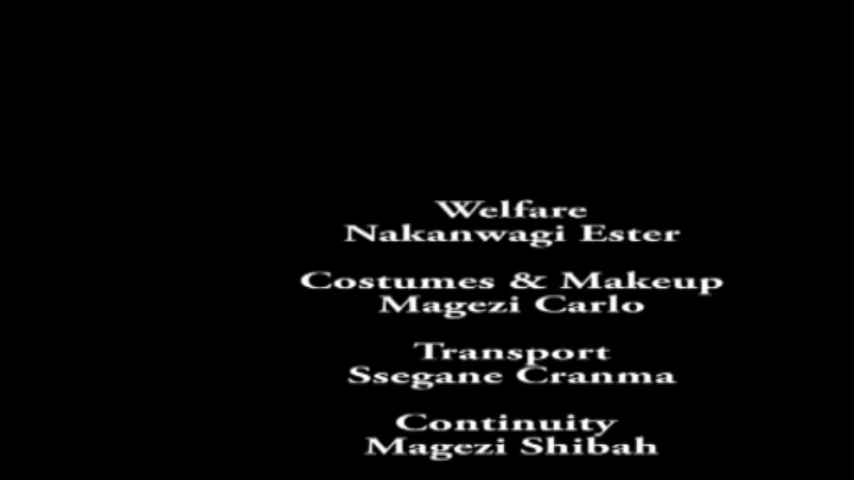 Welfare
Nakanwagi Ester
Costumes & Makeup
Magezi Carlo
Transport
Ssegane Cranma
Continuity
Magezi Shibah